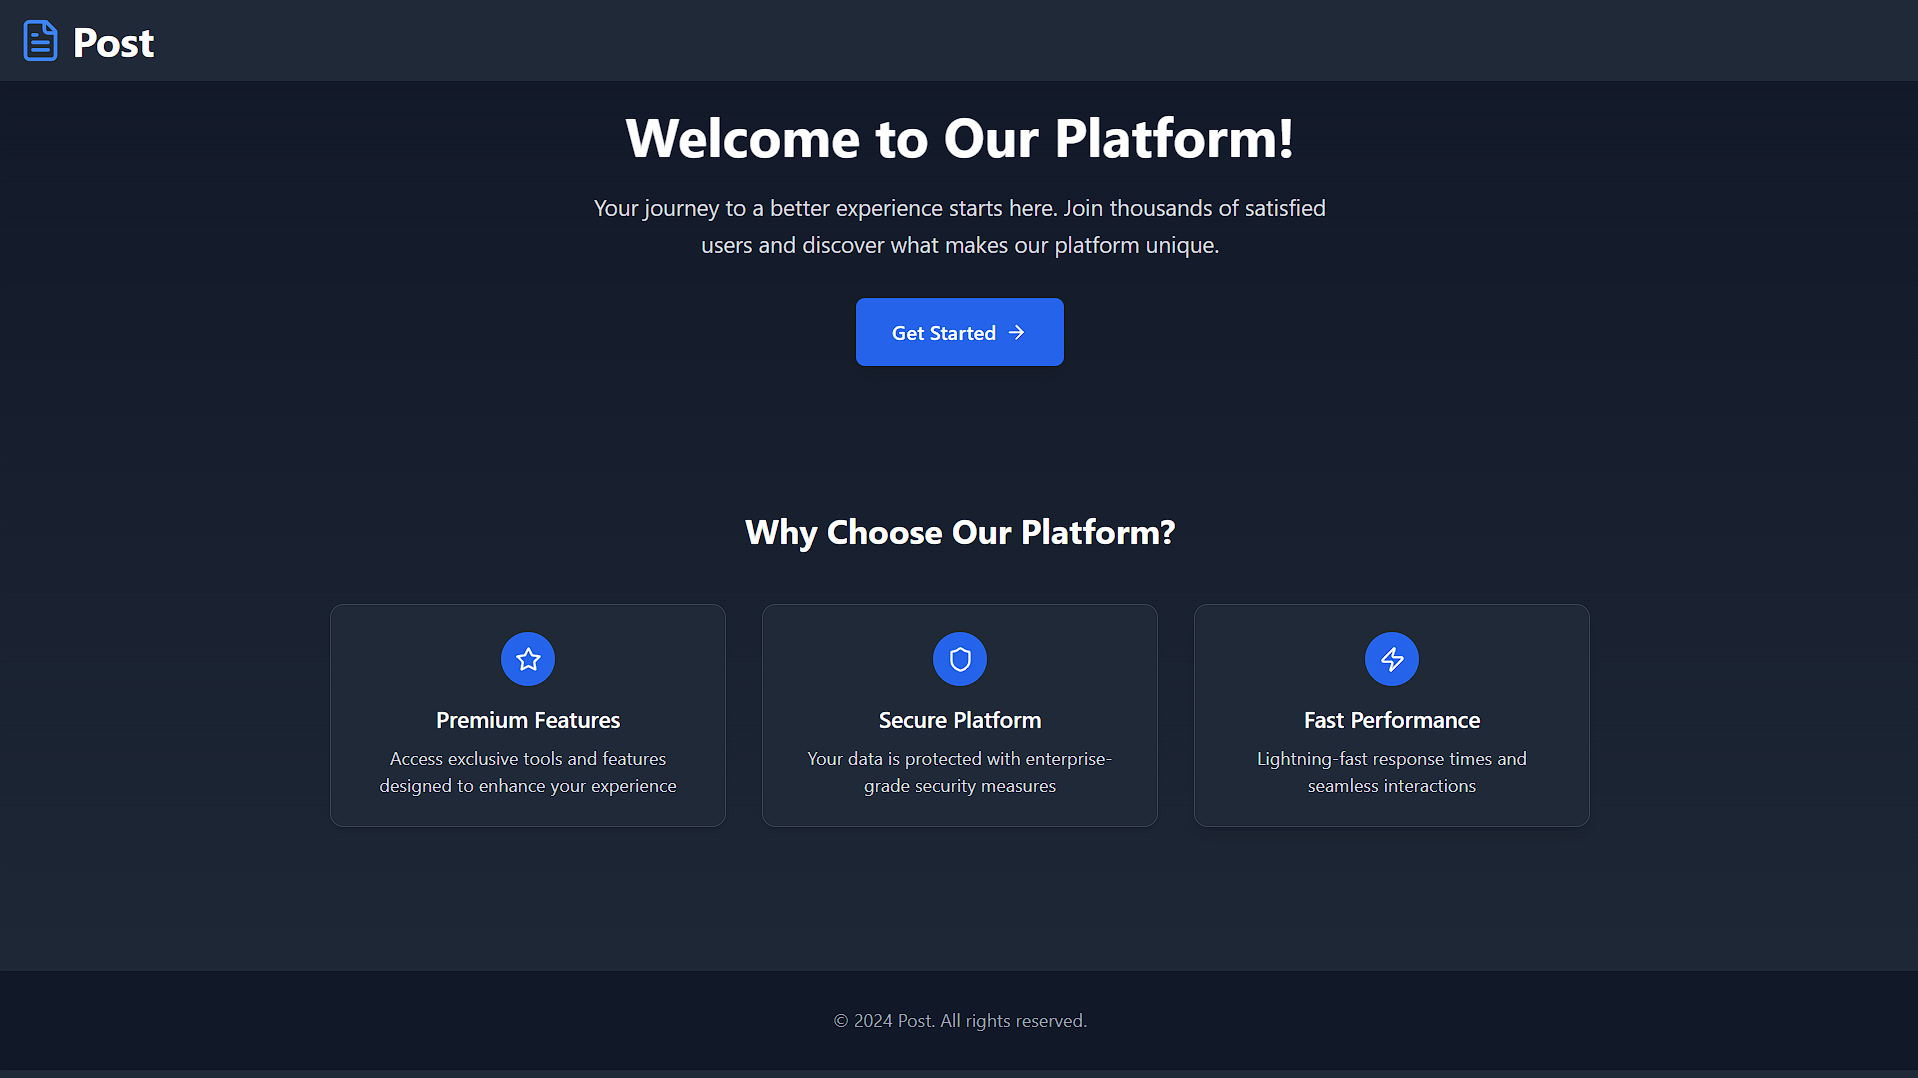 Post
Welcome to Our Platform!
Your journey to a better experience starts here. Join thousands of satisfied
users and discover what makes our platform unique.
Get Started
Why Choose Our Platform?
Premium Features
Access exclusive tools and features
designed to enhance your experience
Secure Platform
Your data is protected with enterprise-
grade security measures
Fast Performance
Lightning-fast response times and
seamless interactions
© 2024 Post. All rights reserved.